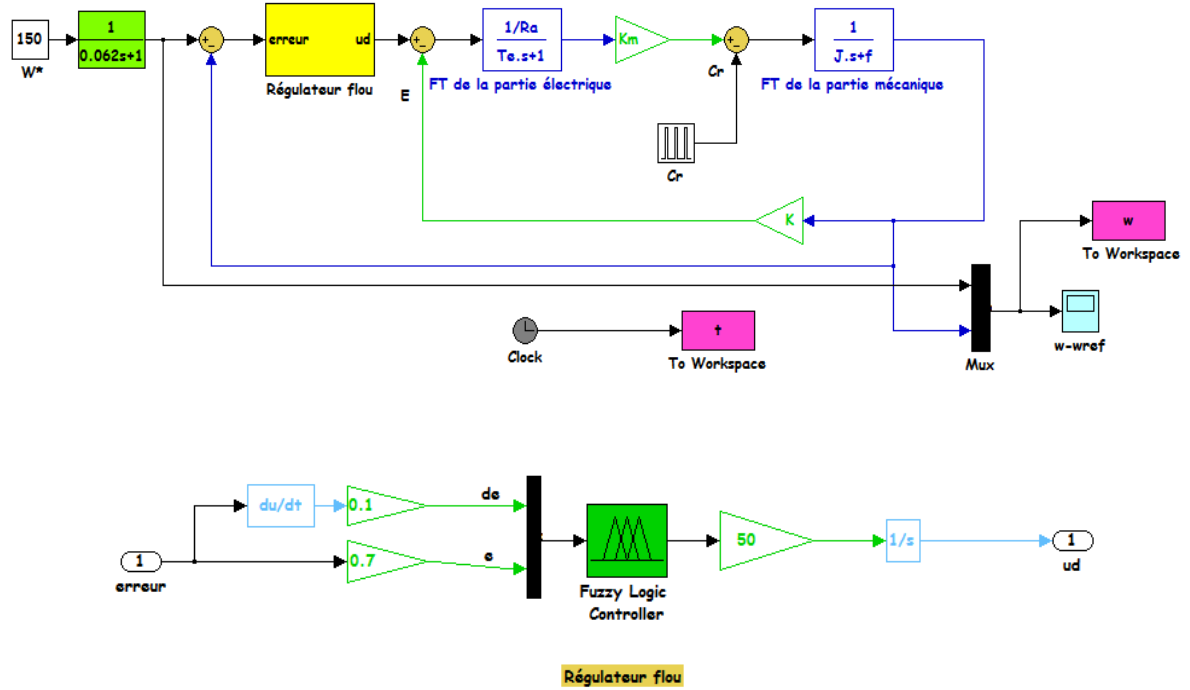 150
W*
1
0.062s+1
+
-
erreur
ud
Régulateur flou
+
-
E
1/Ra
Te.s+1
FT de la partie électrique
Km
+
-
Cr
1
J.s+f
FT de la partie mécanique
Cr
K
w
To Workspace
Clock
t
To Workspace
Mux
w-wref
du/dt
0.1
de
1
erreur
0.7
e
Fuzzy Logic
Controller
50
1/s
1
ud
Régulateur flou